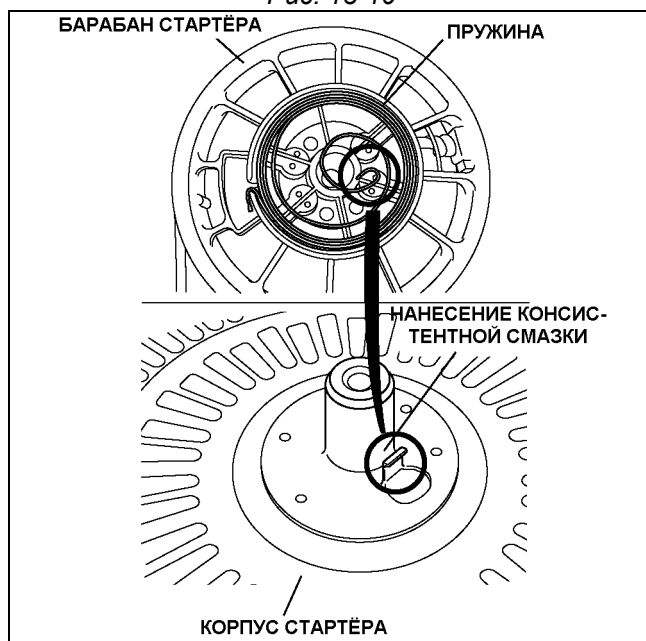 БАРАБАН СТАРТЁРА
ПРУЖИНА
НАНЕСЕНИЕ КОНСИС-
ТЕНТНОЙ СМАЗКИ
КОРПУС СТАРТЁРА